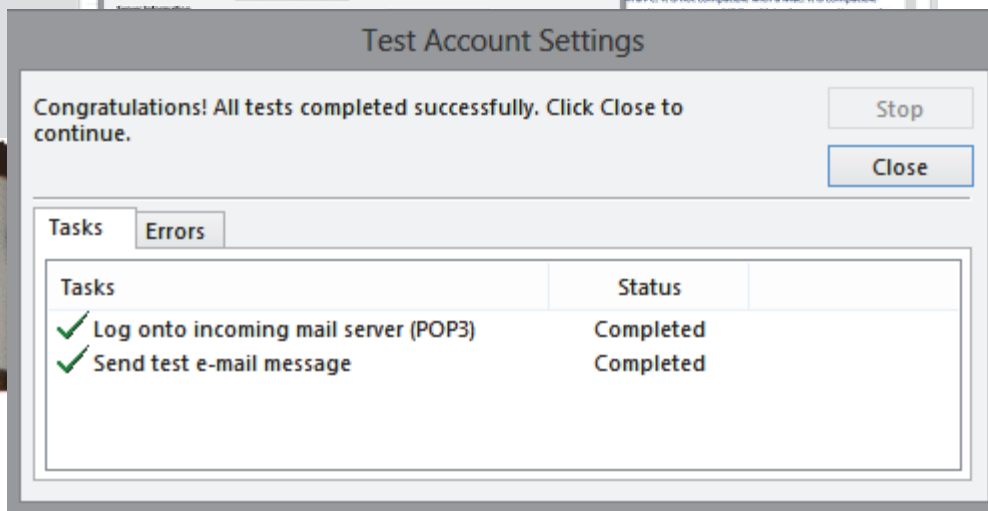 Test Account Settings
Congratulations! All tests completed successfully. Click Close to
continue.
Stop
Close
Tasks
Errors
Tasks Status
Log onto incoming mail server (POP3) Completed
Send test e-mail message Completed